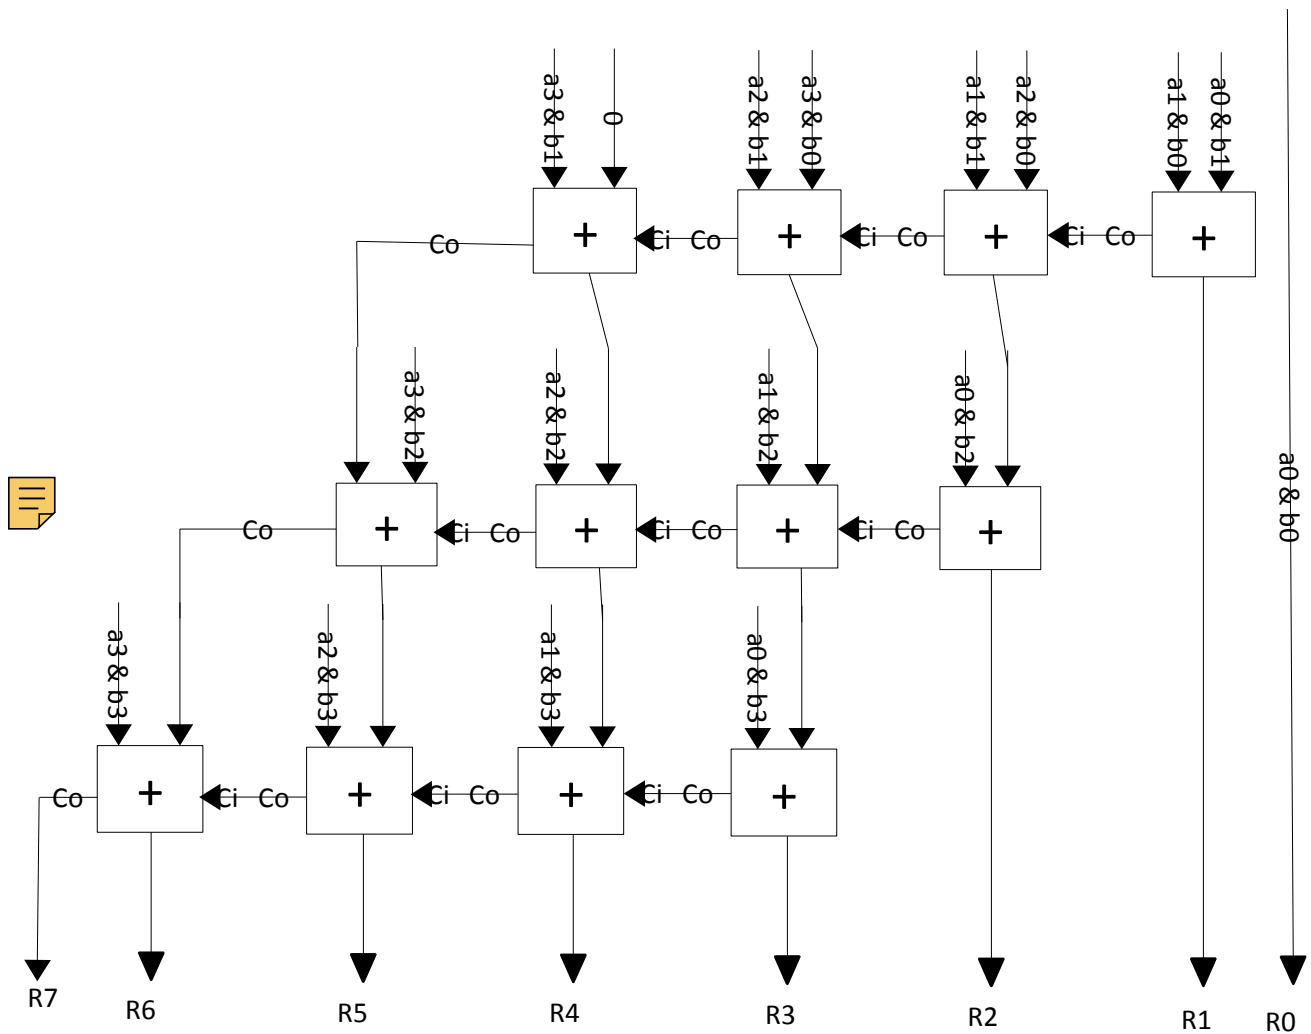 a3 & b1
0
a2 & b1
a3 & b0
a1 & b1
a2 & b0
a1 & b0
a0 & b1
Co
+
Ci
Co
+
Ci
Co
+
Ci
Co
+
a3 & b2
a2 & b2
a1 & b2
a0 & b2
a0 & b0
Co
+
Ci
Co
+
Ci
Co
+
Ci
Co
+
a3 & b3
a2 & b3
a1 & b3
a0 & b3
Co
+
Ci
Co
+
Ci
Co
+
Ci
Co
+
R7
R6
R5
R4
R3
R2
R1
R0